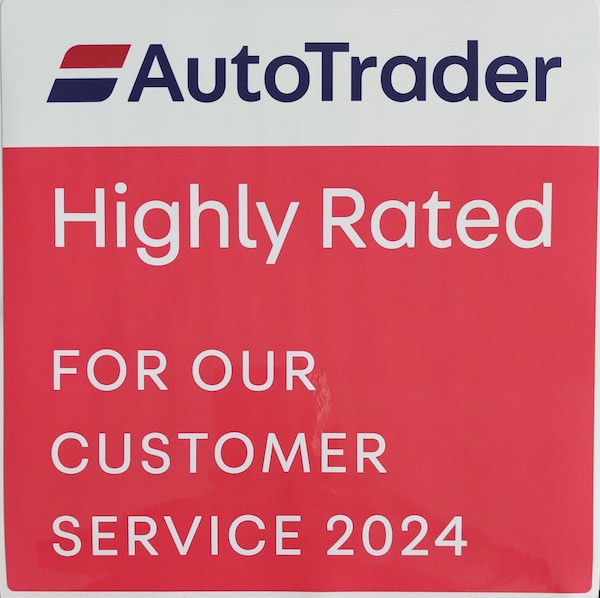 AutoTrader
Highly Rated
FOR OUR
CUSTOMER
SERVICE 2024